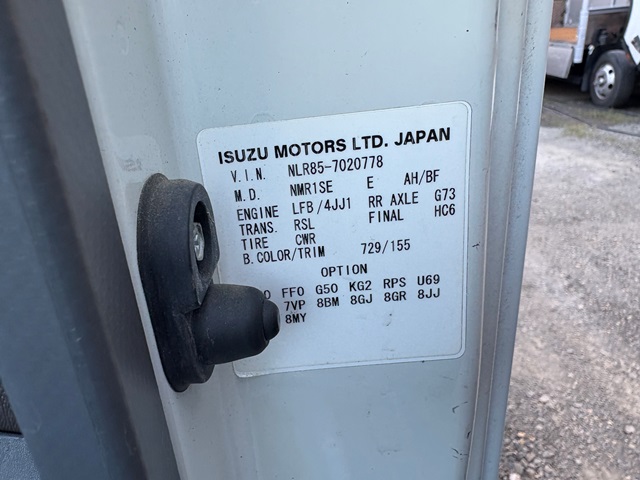 ISUZU MOTORS LTD. JAPAN
V.I.N. NLR85-7020778
M.D. NMR1SE E AH/BF
ENGINE LFB/4JJ1 RR AXLE G73
TRANS. RSL FINAL HC6
TIRE CWR
B.COLOR/TRIM 729/155
OPTION
FF0 G50 KG2 RPS U69
7VP 8BM 8GJ 8GR 8JJ
8MY